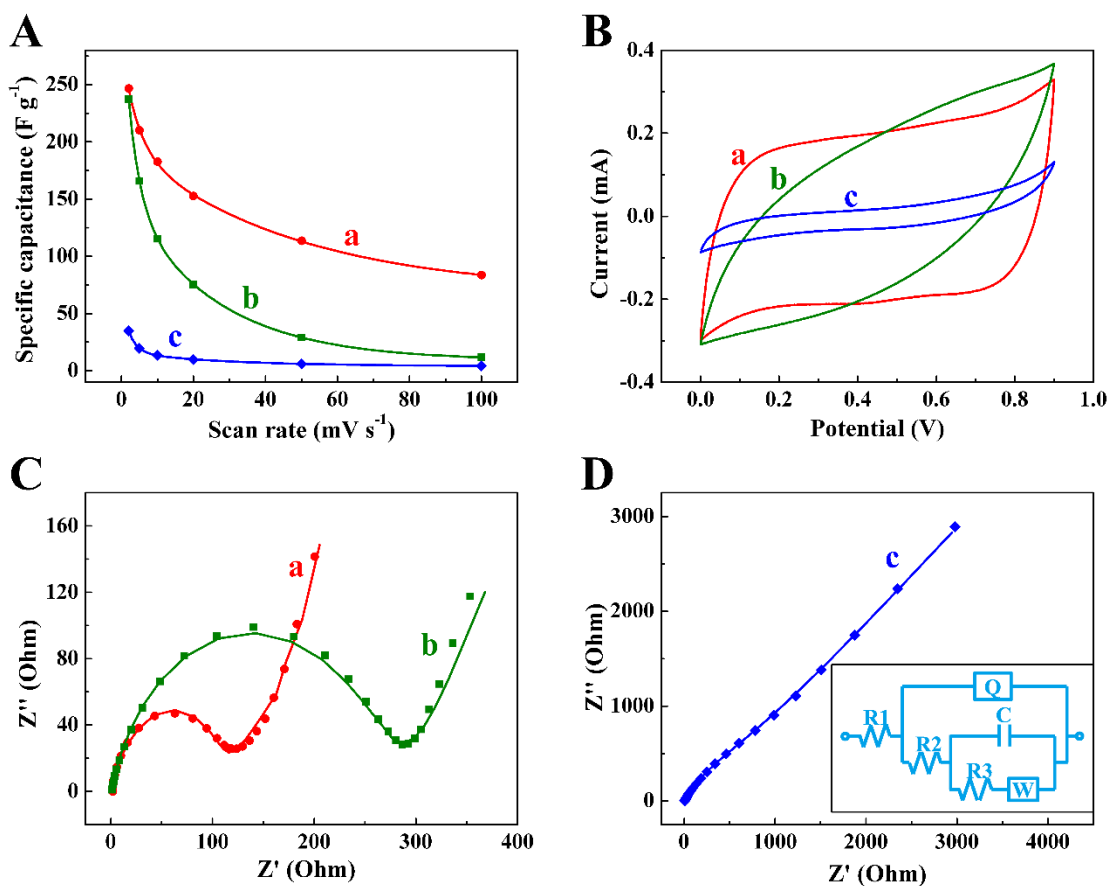 A
Specific capacitance (F g⁻¹)
250
200
150
100
50
0
a
b
c
0 20 40 60 80 100
Scan rate (mV s⁻¹)
B
Current (mA)
0.4
0.2
0.0
-0.2
-0.4
a
b
c
0.0 0.2 0.4 0.6 0.8 1.0
Potential (V)
C
Z'' (Ohm)
160
120
80
40
0
a
b
0 100 200 300 400
Z' (Ohm)
D
Z'' (Ohm)
3000
2000
1000
0
c
Q
R1
C
R2
R3
W
0 1000 2000 3000 4000
Z' (Ohm)